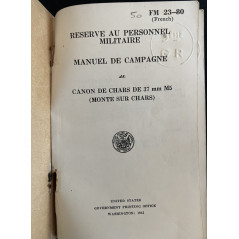 50
FM 23-80
(French)
RESERVE AU PERSONNEL
MILITAIRE
MANUEL DE CAMPAGNE
CANON DE CHARS DE 37 mm M5
(MONTE SUR CHARS)
UNITED STATES
GOVERNMENT PRINTING OFFICE
WASHINGTON: